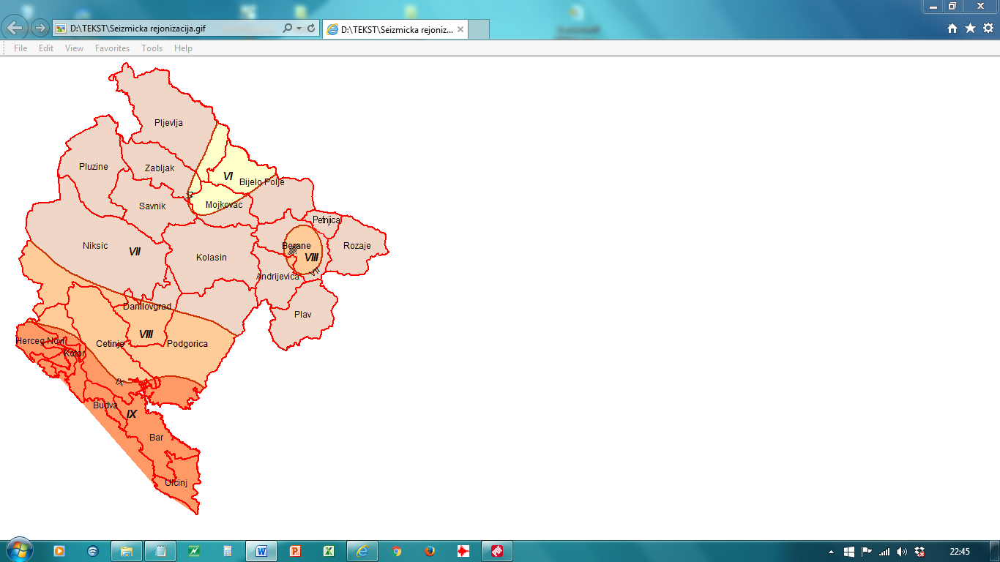 D:\TEKST\Seizmicka rejonizacija.gif
D:\TEKST\Seizmicka rejoniz...
File Edit View Favorites Tools Help
Pljevlja
Pluzine
Zabljak
VI
Bijelo Polje
Savnik
Mojkovac
Petnjica
Niksic
VII
Kolasin
Berane
VIII
Rozaje
VII
Andrijevica
Danilovgrad
Plav
VIII
Herceg Novi
Cetinje
Podgorica
Kotor
IX
Budva
IX
Bar
Ulcinj
22:45